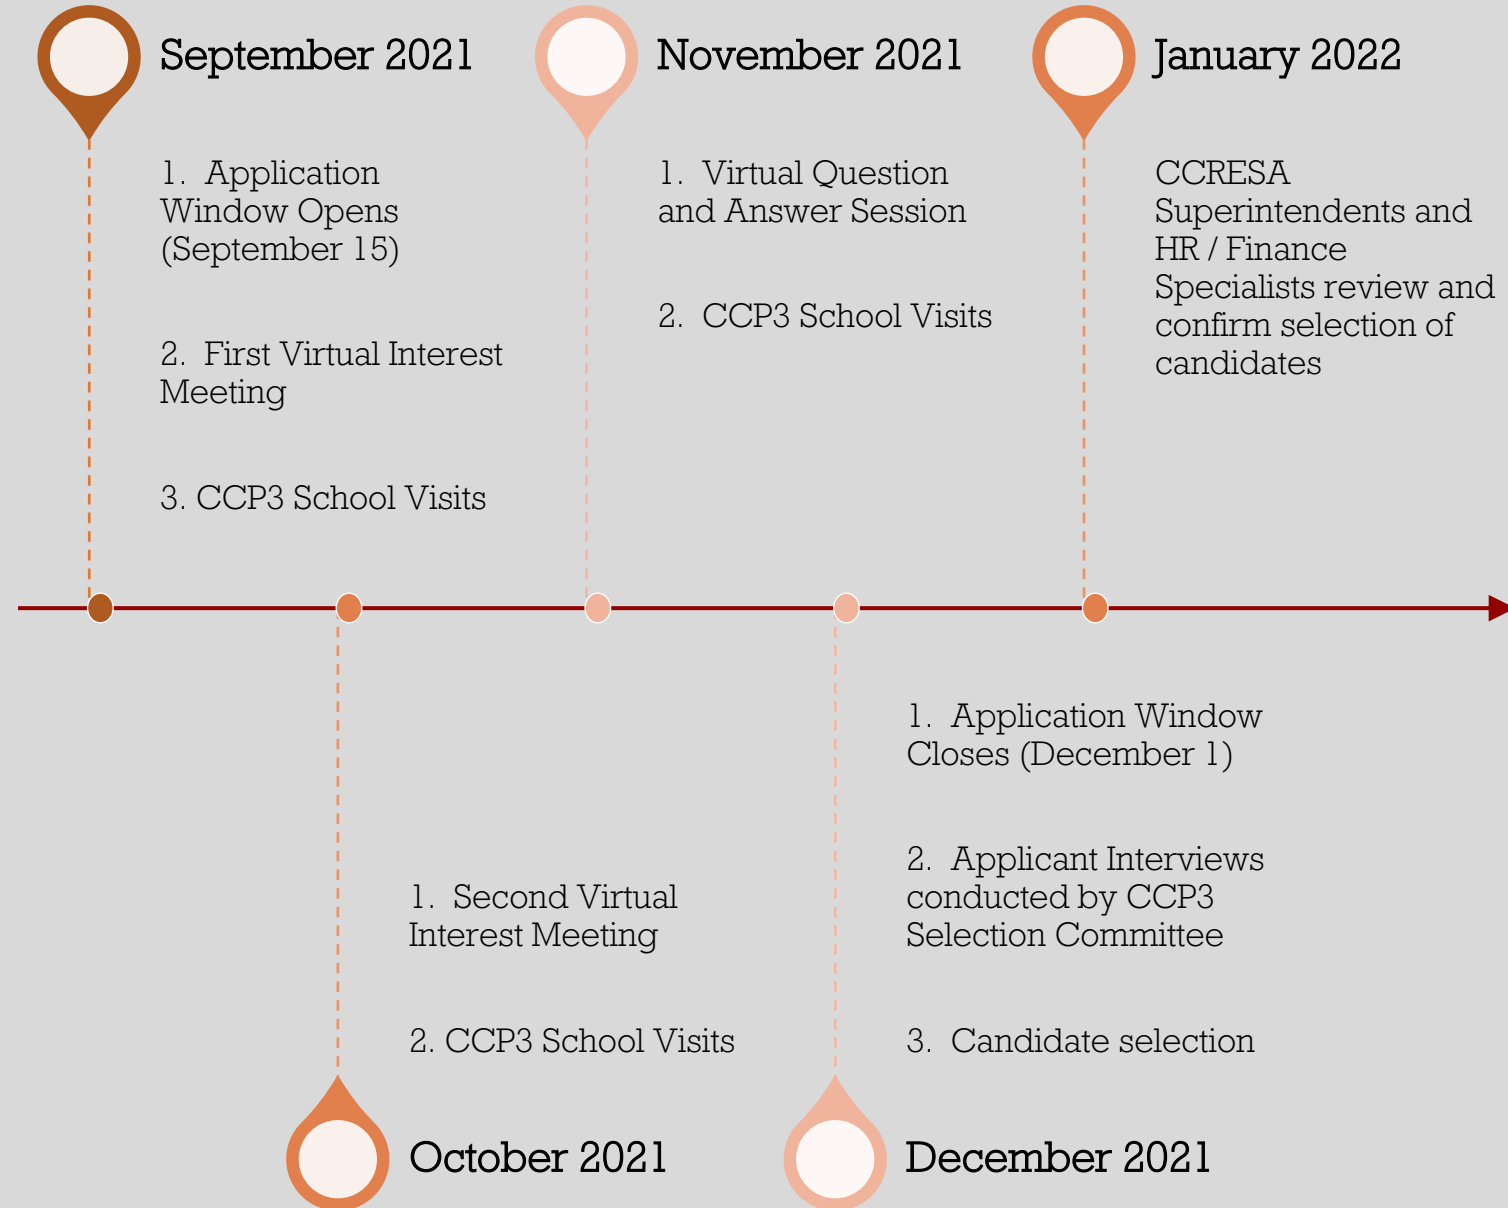 September 2021
1. Application
Window Opens
(September 15)
2. First Virtual Interest
Meeting
3. CCP3 School Visits
November 2021
1. Virtual Question
and Answer Session
2. CCP3 School Visits
January 2022
CCRESA
Superintendents and
HR / Finance
Specialists review and
confirm selection of
candidates
1. Second Virtual
Interest Meeting
2. CCP3 School Visits
October 2021
1. Application Window
Closes (December 1)
2. Applicant Interviews
conducted by CCP3
Selection Committee
3. Candidate selection
December 2021